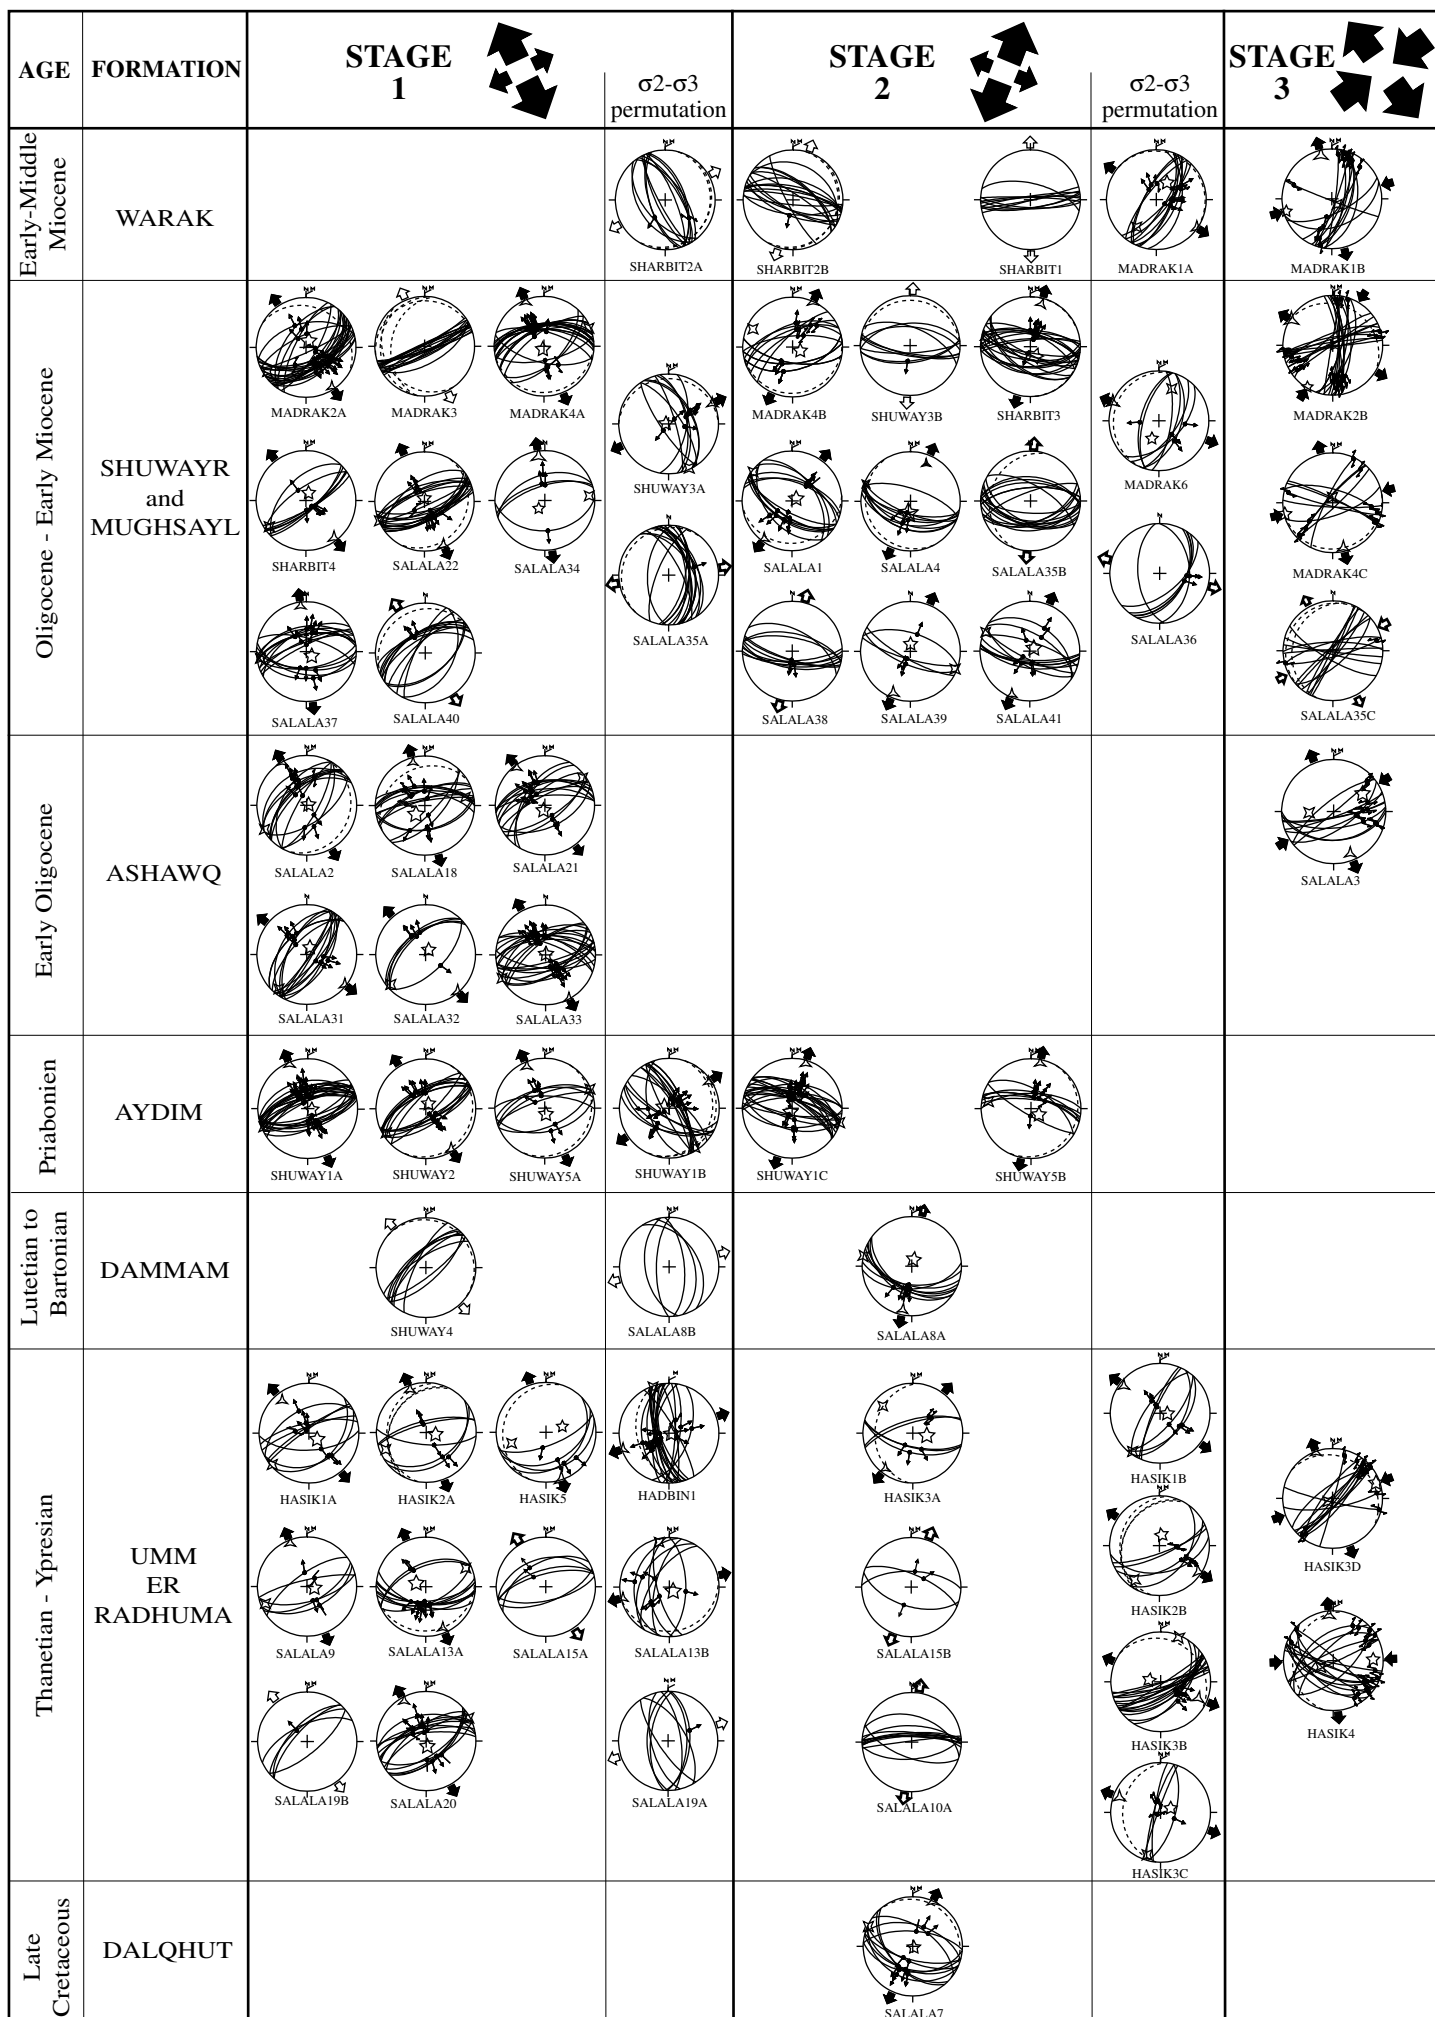 AGE
FORMATION
STAGE
1
σ2-σ3
permutation
STAGE
2
σ2-σ3
permutation
STAGE
3
Early-Middle
Miocene
WARAK
SHARBIT2A
SHARBIT2B
SHARBIT1
MADRAK1A
MADRAK1B
Oligocene - Early Miocene
SHUWAYR
and
MUGHSAYL
MADRAK2A
MADRAK3
MADRAK4A
SHARBIT4
SALALA22
SALALA34
SALALA37
SALALA40
SHUWAY3A
SALALA35A
MADRAK4B
SHUWAY3B
SHARBIT3
SALALA1
SALALA4
SALALA35B
SALALA38
SALALA39
SALALA41
MADRAK6
SALALA36
MADRAK2B
MADRAK4C
SALALA35C
Early Oligocene
ASHAWQ
SALALA2
SALALA18
SALALA21
SALALA31
SALALA32
SALALA33
SALALA3
Priabonien
AYDIM
SHUWAY1A
SHUWAY2
SHUWAY5A
SHUWAY1B
SHUWAY1C
SHUWAY5B
Lutetian to
Bartonian
DAMMAM
SHUWAY4
SALALA8B
SALALA8A
Thanetian - Ypresian
UMM
ER
RADHUMA
HASIK1A
HASIK2A
HASIK5
SALALA9
SALALA13A
SALALA15A
SALALA19B
SALALA20
HADBIN1
SALALA13B
SALALA19A
HASIK3A
SALALA15B
SALALA10A
HASIK1B
HASIK2B
HASIK3B
HASIK3C
HASIK3D
HASIK4
Late
Cretaceous
DALQHUT
SALALA7